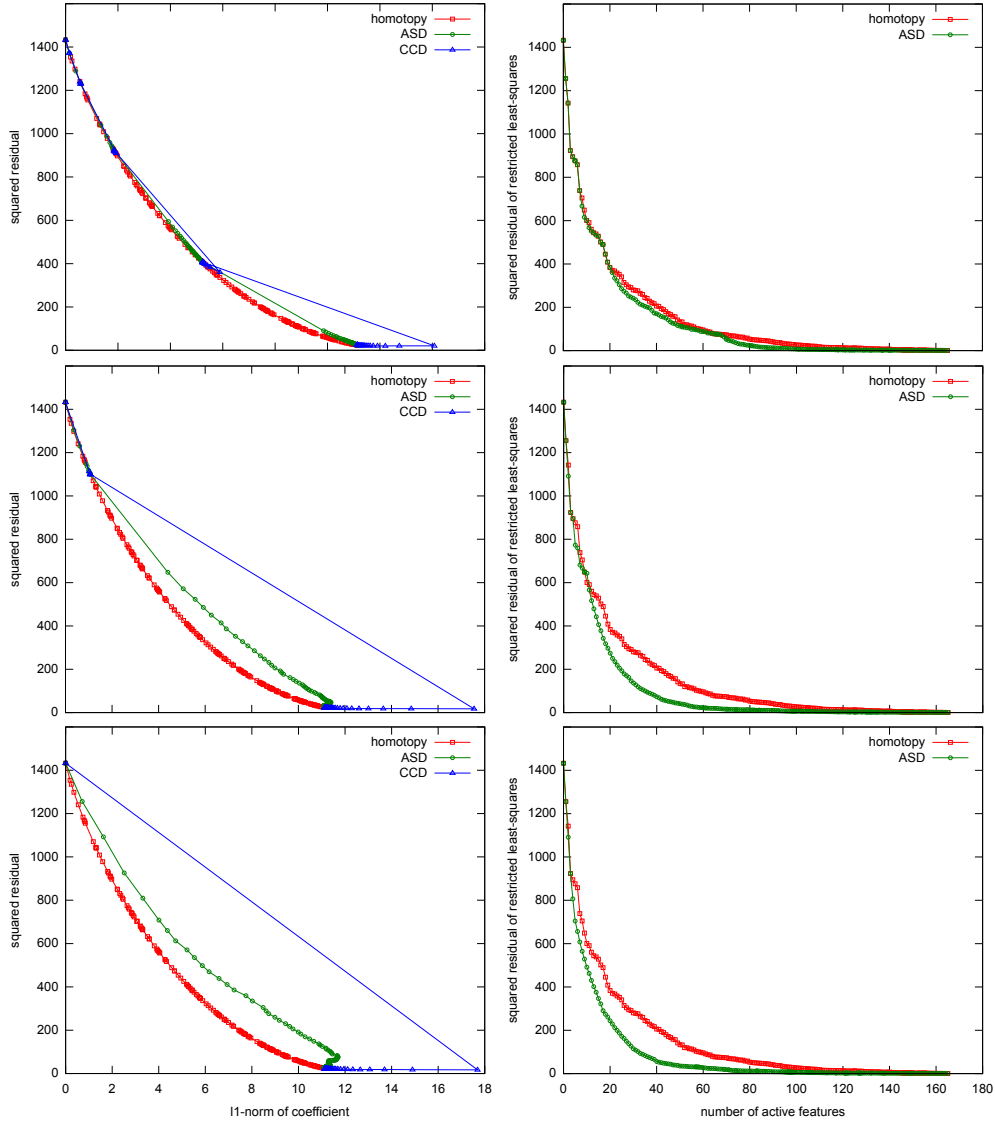 homotopy
ASD
CCD
1400
1200
1000
800
600
400
200
0
squared residual
homotopy
ASD
1400
1200
1000
800
600
400
200
0
squared residual of restricted least-squares
homotopy
ASD
CCD
1400
1200
1000
800
600
400
200
0
squared residual
homotopy
ASD
1400
1200
1000
800
600
400
200
0
squared residual of restricted least-squares
homotopy
ASD
CCD
1400
1200
1000
800
600
400
200
0
squared residual
0 2 4 6 8 10 12 14 16 18
l1-norm of coefficient
homotopy
ASD
1400
1200
1000
800
600
400
200
0
squared residual of restricted least-squares
0 20 40 60 80 100 120 140 160 180
number of active features